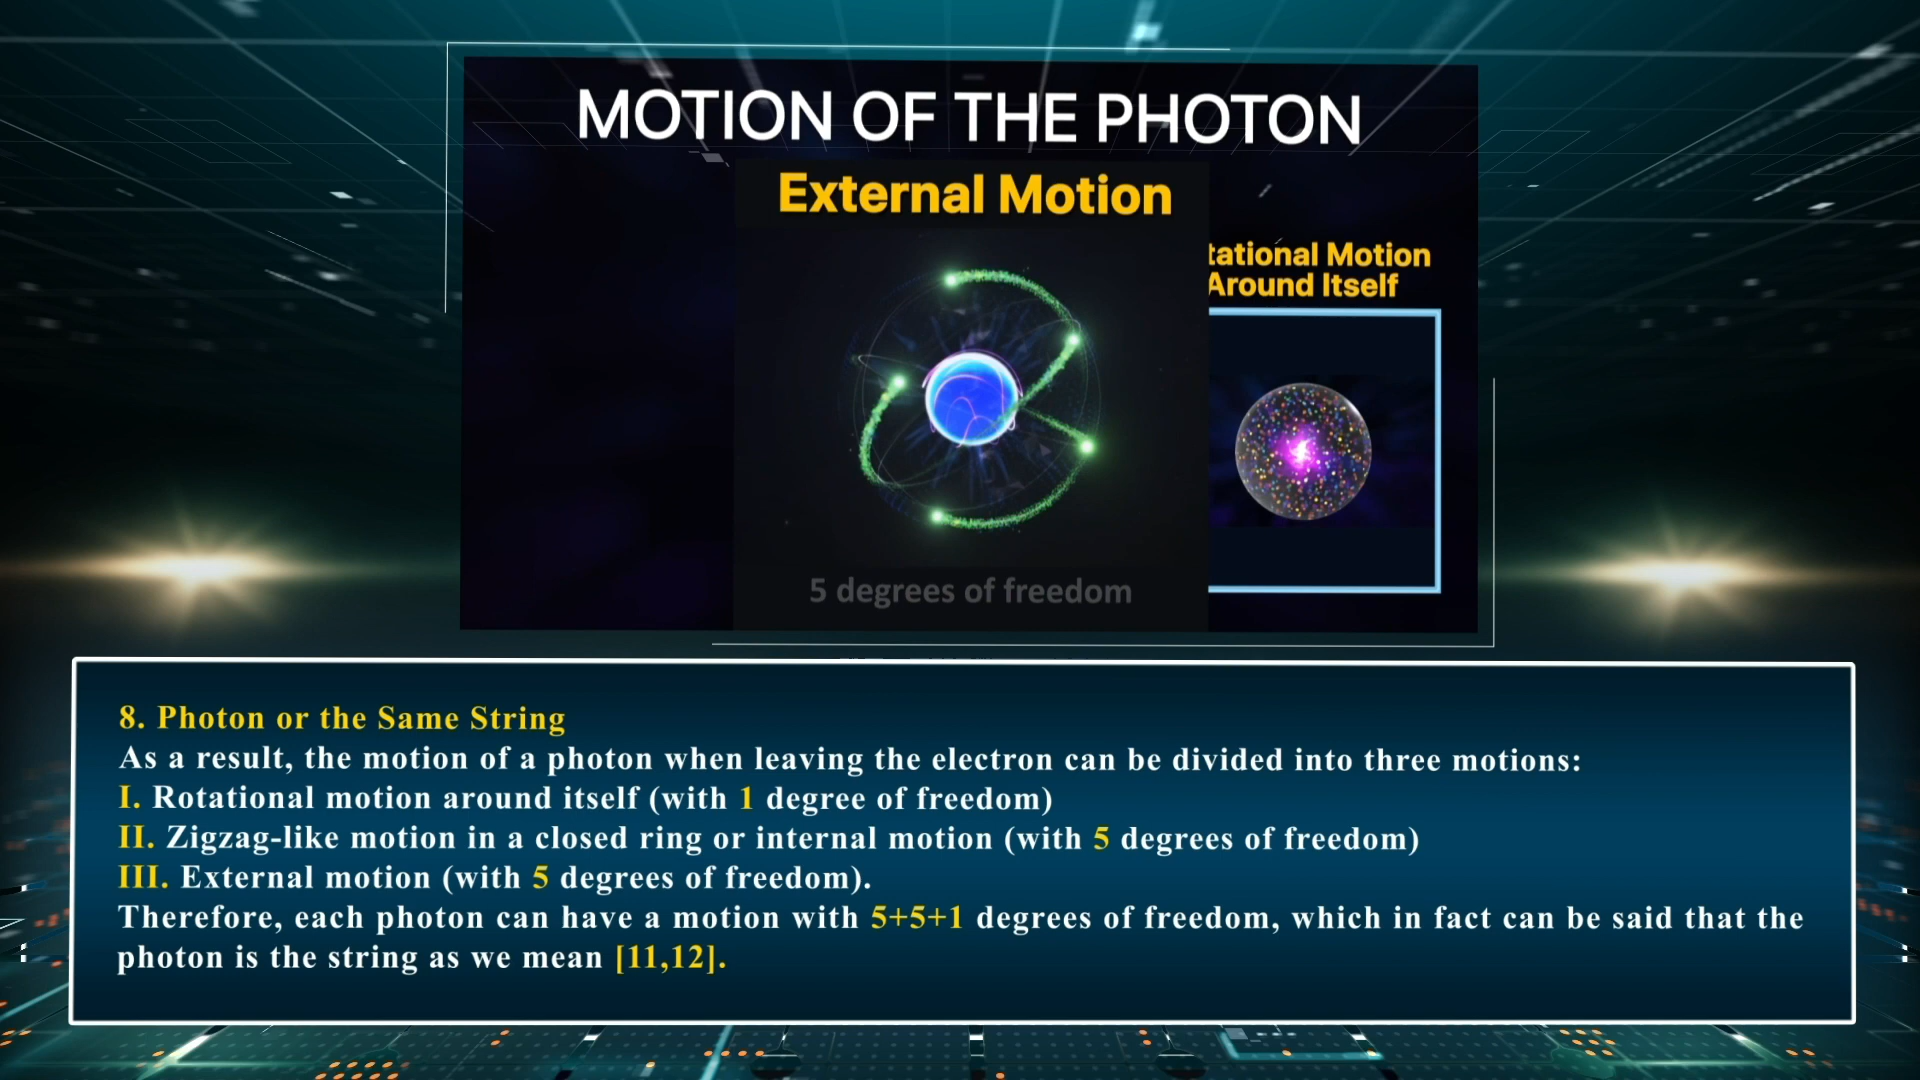 MOTION OF THE PHOTON
External Motion
tational Motion
Around Itself
5 degrees of freedom
8. Photon or the Same String
As a result, the motion of a photon when leaving the electron can be divided into three motions:
I. Rotational motion around itself (with 1 degree of freedom)
II. Zigzag-like motion in a closed ring or internal motion (with 5 degrees of freedom)
III. External motion (with 5 degrees of freedom).
Therefore, each photon can have a motion with 5+5+1 degrees of freedom, which in fact can be said that the
photon is the string as we mean [11,12].